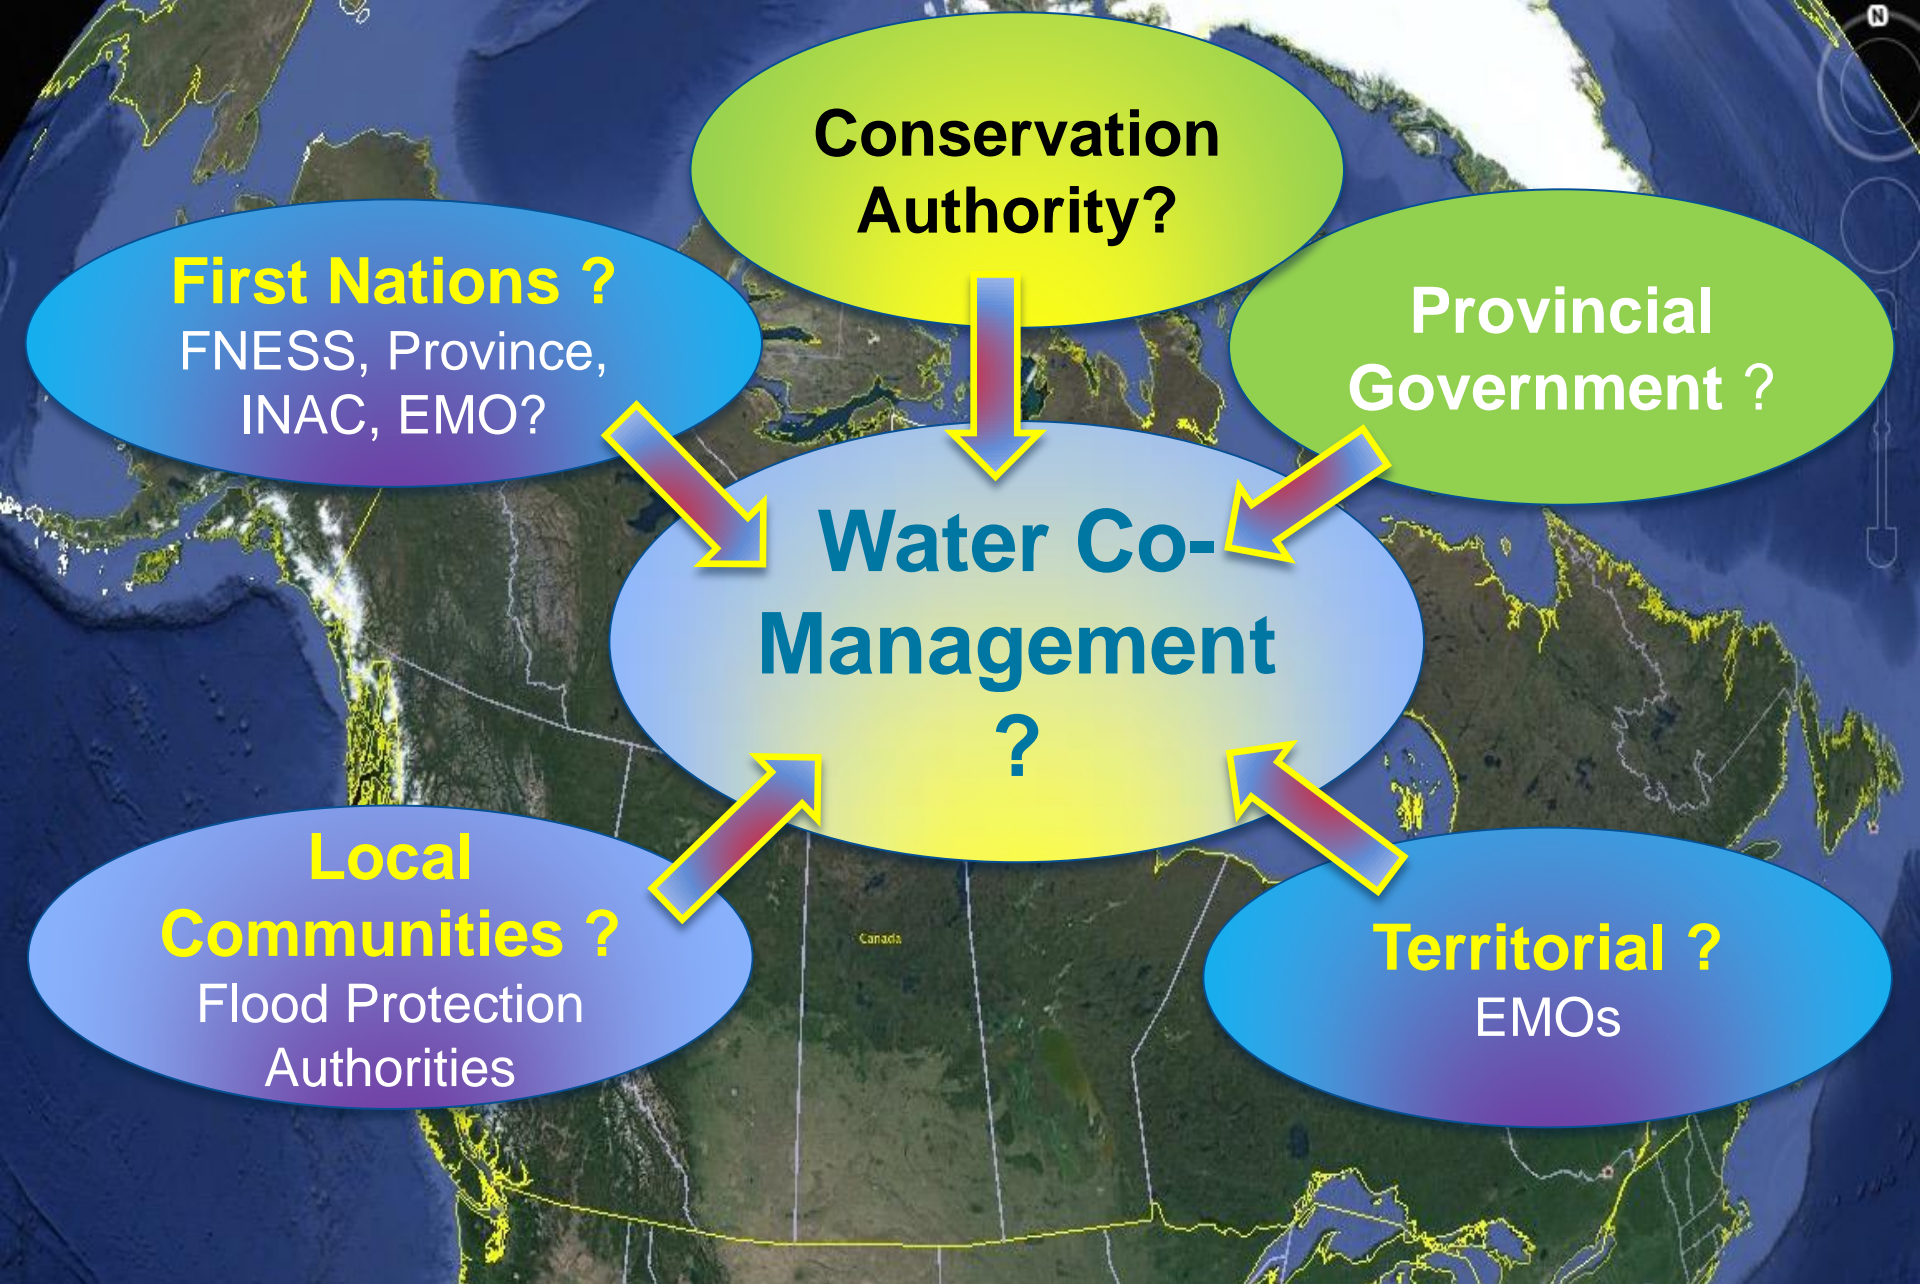 N
Conservation
Authority?
First Nations ?
FNESS, Province,
INAC, EMO?
Provincial
Government ?
Water Co-
Management
?
Local
Communities ?
Flood Protection
Authorities
Canada
Territorial ?
EMOs